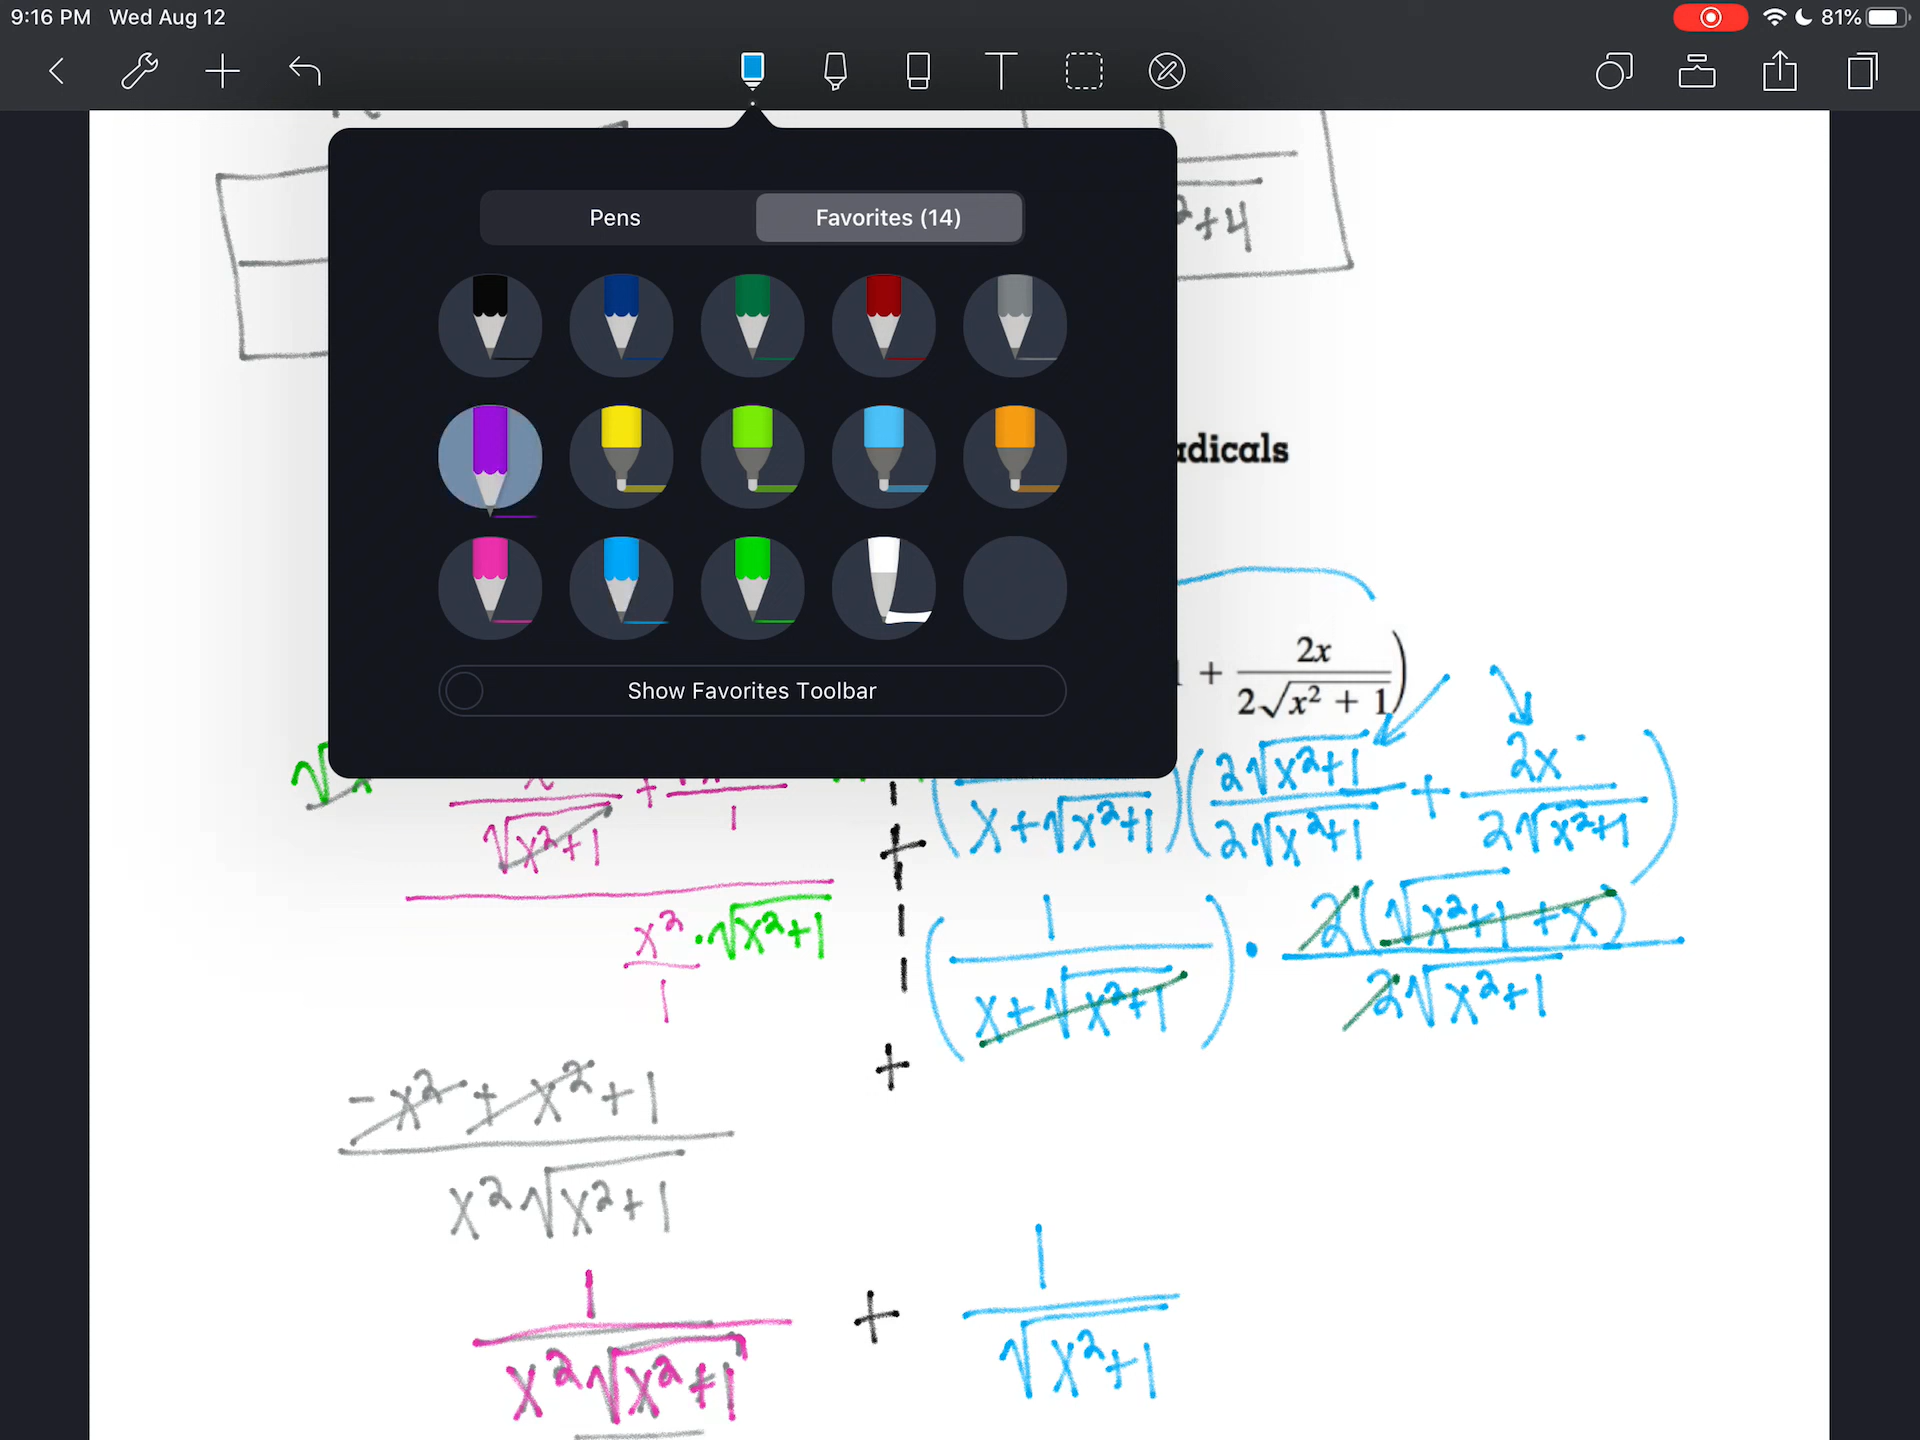 9:16 PM Wed Aug 12 81%
Pens Favorites (14)
²+4
adicals
+ 2x / 2√x² + 1)
Show Favorites Toolbar
√x²+1 + 1
+ x+√x²+1 )( 2√x²+1 / 2√x²+1 + 2x / 2√x²+1 )
x²/1 · √x²+1
( 1 / x+√x²+1 ) · 2(√x²+1 + x) / 2√x²+1
+
-x² + x² + 1 / x²√x²+1
1 / x²√x²+1 + 1 / √x²+1